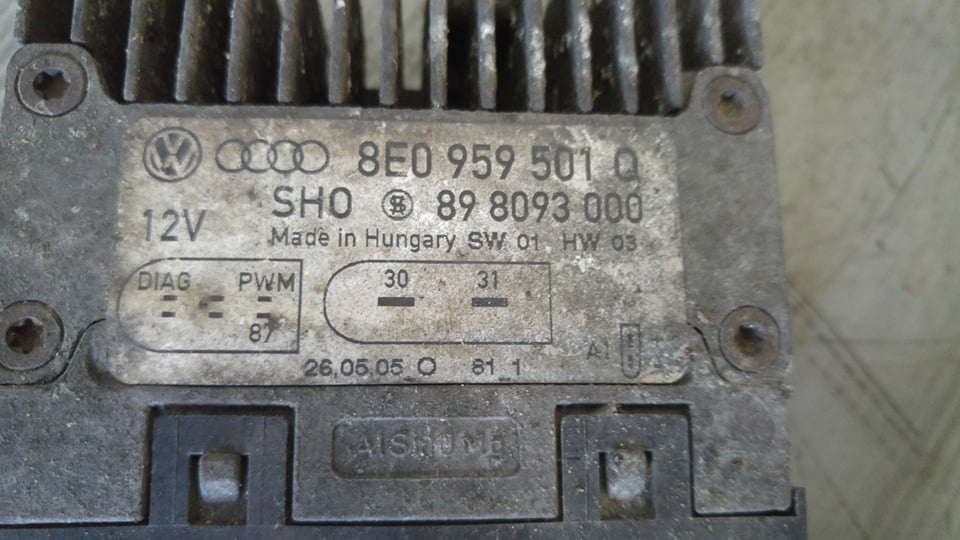 8E0 959 501 Q
SHO 89 8093 000
12V
Made in Hungary SW 01 HW 03
DIAG PWM
30 31
87
A1
26.05.05 81_1